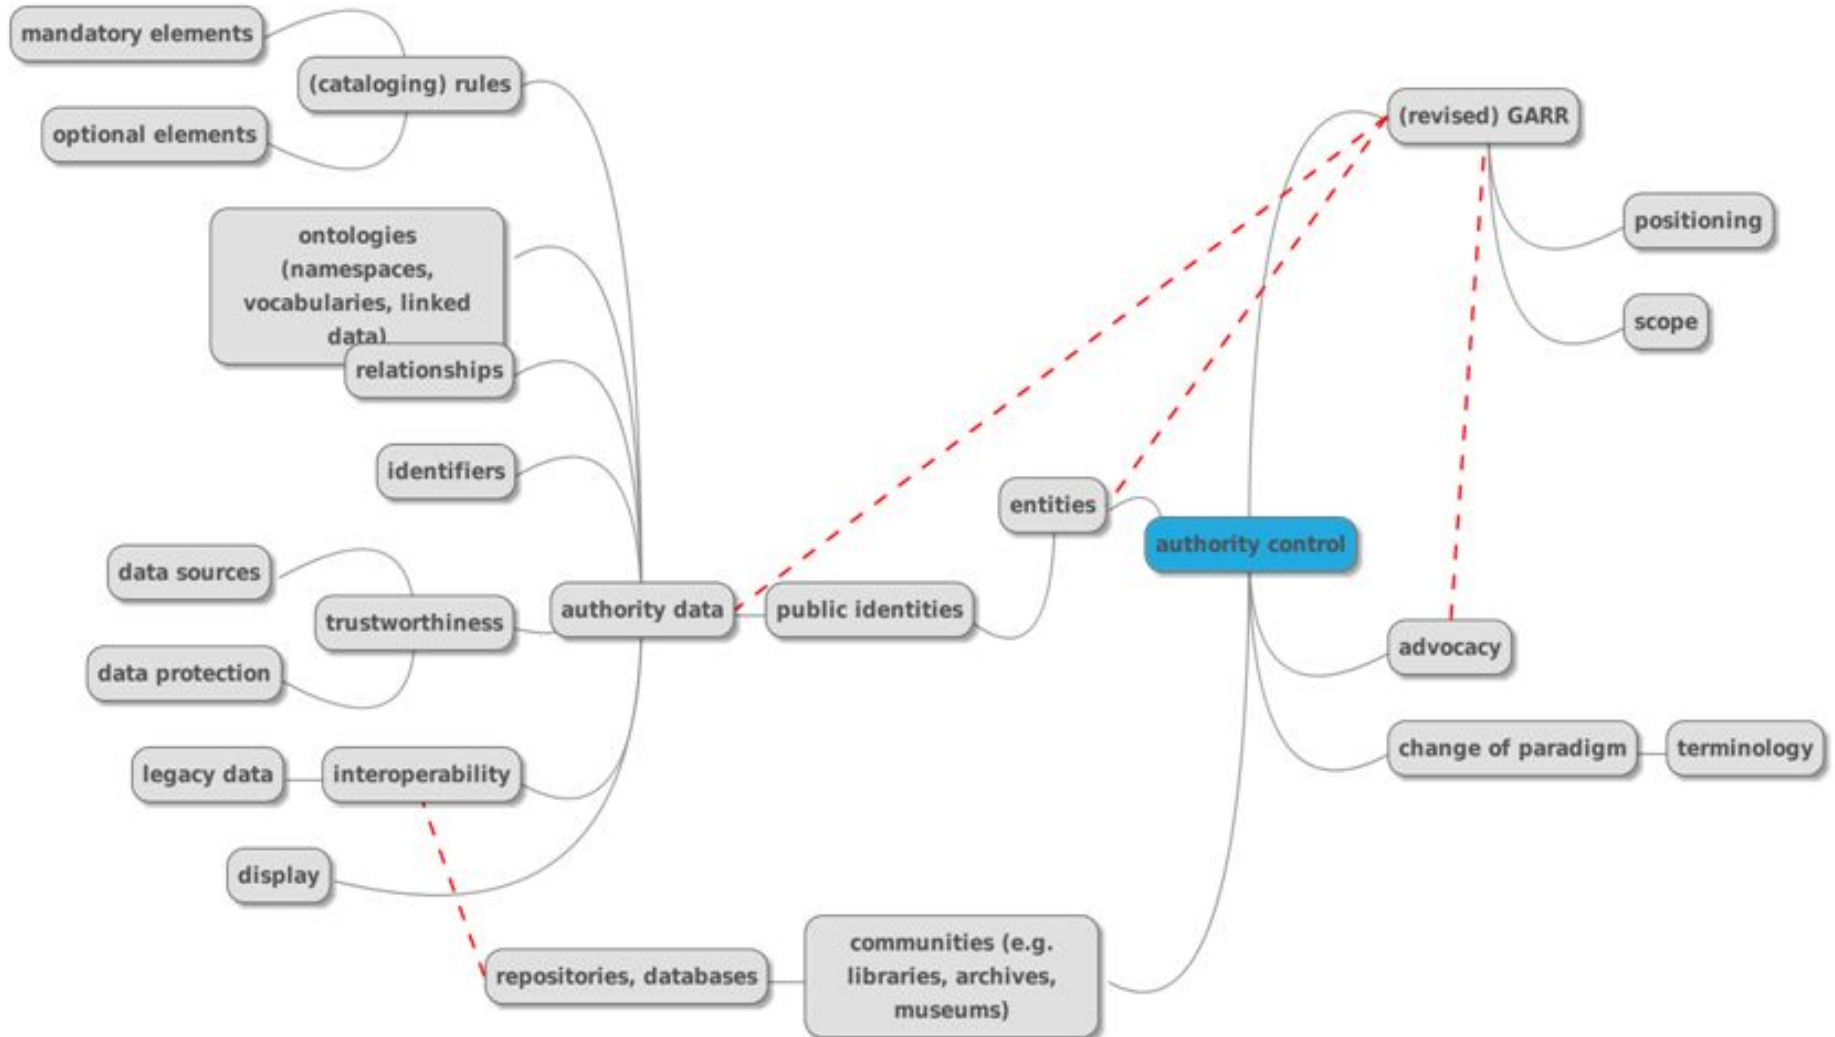 mandatory elements
(cataloging) rules
optional elements
ontologies
(namespaces,
vocabularies, linked
data)
relationships
identifiers
data sources
trustworthiness
data protection
legacy data
interoperability
display
authority data
public identities
entities
authority control
repositories, databases
communities (e.g.
libraries, archives,
museums)
(revised) GARR
positioning
scope
advocacy
change of paradigm
terminology